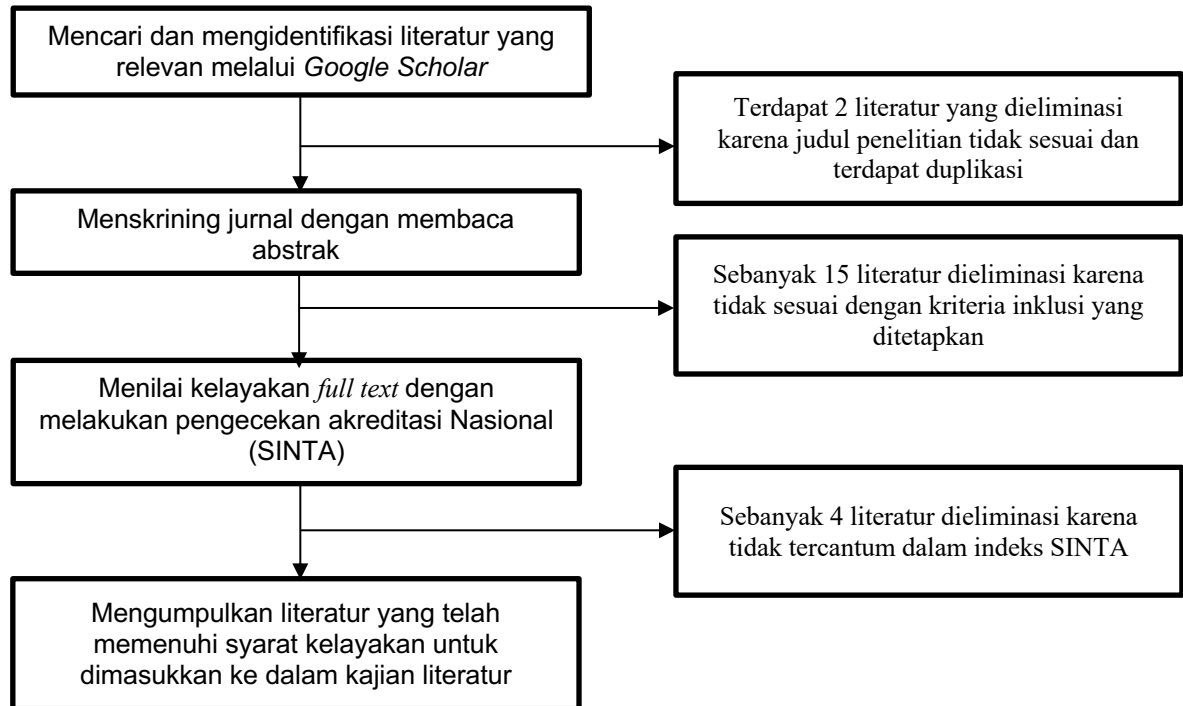 Mencari dan mengidentifikasi literatur yang
relevan melalui Google Scholar
Terdapat 2 literatur yang dieliminasi
karena judul penelitian tidak sesuai dan
terdapat duplikasi
Menskrining jurnal dengan membaca
abstrak
Sebanyak 15 literatur dieliminasi karena
tidak sesuai dengan kriteria inklusi yang
ditetapkan
Menilai kelayakan full text dengan
melakukan pengecekan akreditasi Nasional
(SINTA)
Sebanyak 4 literatur dieliminasi karena
tidak tercantum dalam indeks SINTA
Mengumpulkan literatur yang telah
memenuhi syarat kelayakan untuk
dimasukkan ke dalam kajian literatur